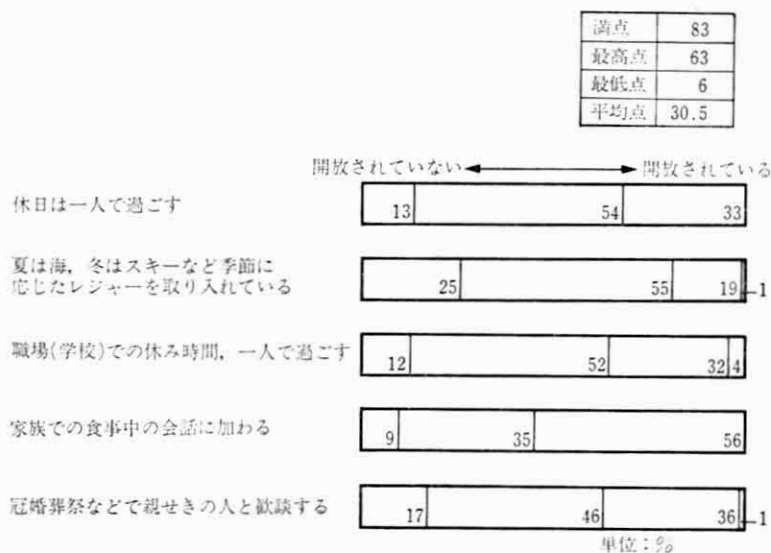 満点 83
最高点 63
最低点 6
平均点 30.5
開放されていない 開放されている
休日は一人で過ごす
13 54 33
夏は海，冬はスキーなど季節に
応じたレジャーを取り入れている
25 55 19 1
職場(学校)での休み時間，一人で過ごす
12 52 32 4
家族での食事中の会話に加わる
9 35 56
冠婚葬祭などで親せきの人と歓談する
17 46 36 1
単位：%